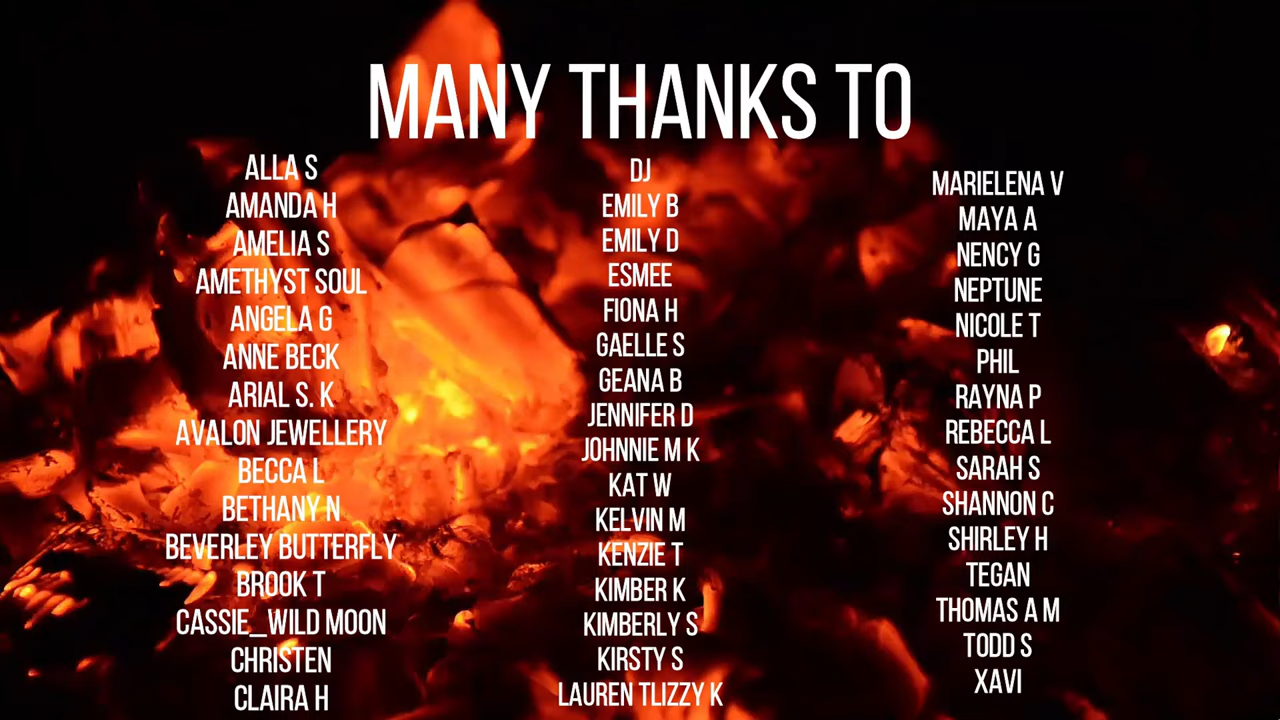 MANY THANKS TO
ALLA S
AMANDA H
AMELIA S
AMETHYST SOUL
ANGELA G
ANNE BECK
ARIAL S. K
AVALON JEWELLERY
BECCA L
BETHANY N
BEVERLEY BUTTERFLY
BROOK T
CASSIE_WILD MOON
CHRISTEN
CLAIRA H
DJ
EMILY B
EMILY D
ESMEE
FIONA H
GAELLE S
GEANA B
JENNIFER D
JOHNNIE M K
KAT W
KELVIN M
KENZIE T
KIMBER K
KIMBERLY S
KIRSTY S
LAUREN TLIZZY K
MARIELENA V
MAYA A
NENCY G
NEPTUNE
NICOLE T
PHIL
RAYNA P
REBECCA L
SARAH S
SHANNON C
SHIRLEY H
TEGAN
THOMAS A M
TODD S
XAVI